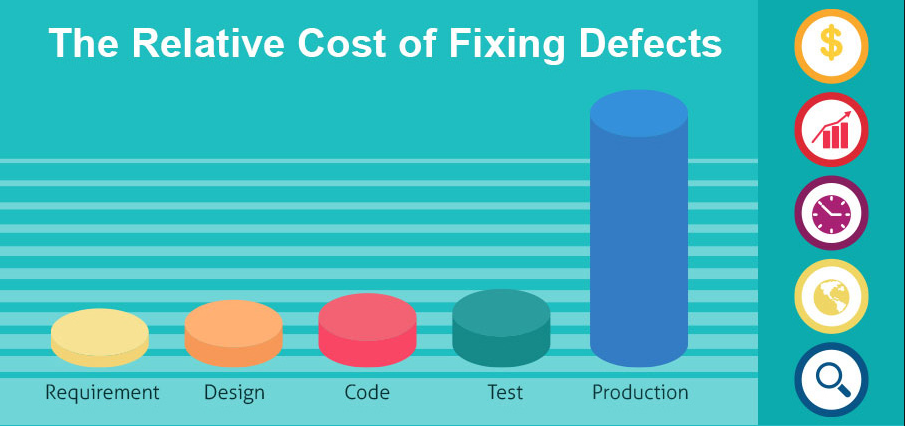 The Relative Cost of Fixing Defects
$
Requirement Design Code Test Production